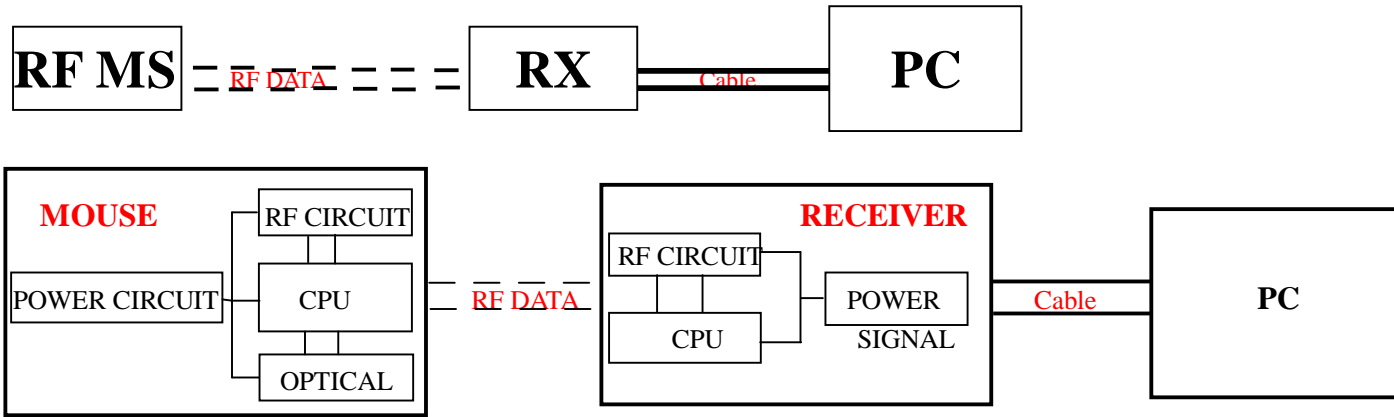 RF MS
RF DATA
RX
Cable
PC
MOUSE
RF CIRCUIT
POWER CIRCUIT
CPU
OPTICAL
RF DATA
RECEIVER
RF CIRCUIT
POWER
SIGNAL
CPU
Cable
PC